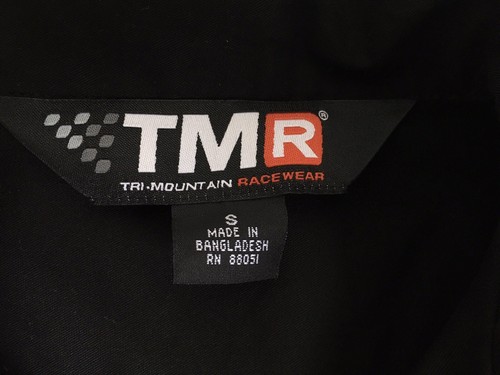 TMR®
TRI-MOUNTAIN RACEWEAR
S
MADE IN
BANGLADESH
RN 88051